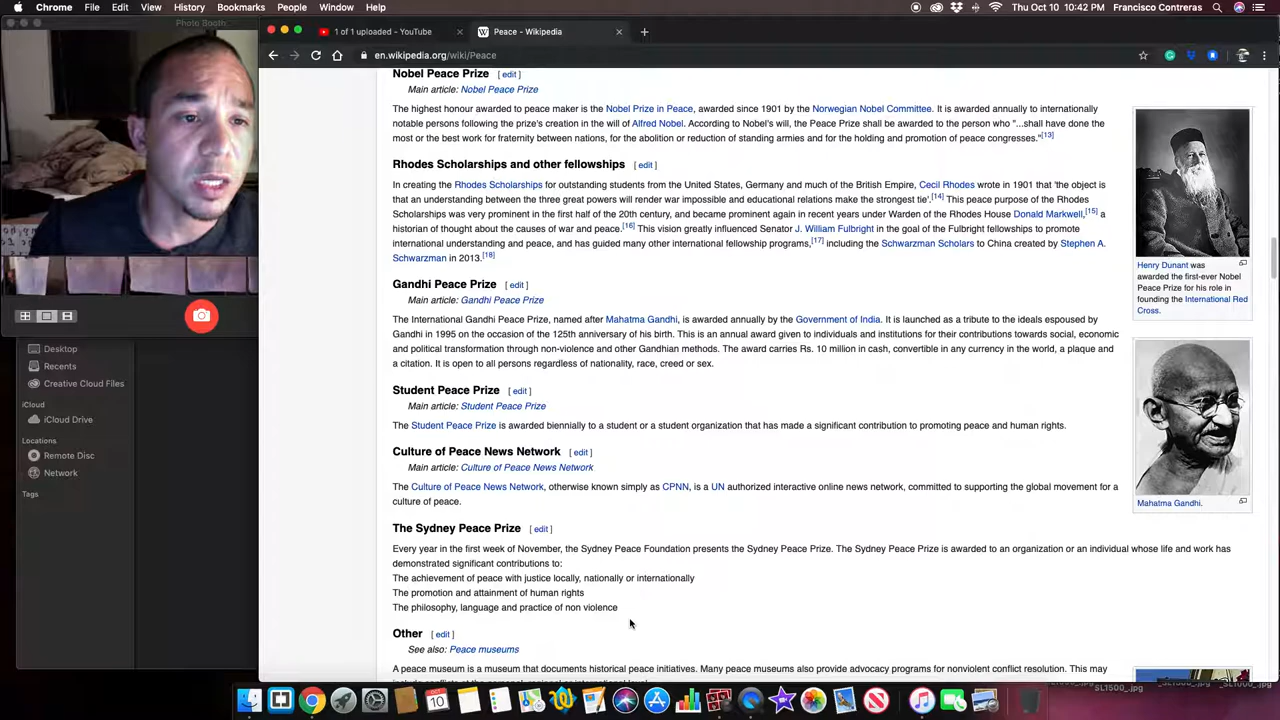 Chrome File Edit View History Bookmarks People Window Help
Thu Oct 10 10:42 PM Francisco Contreras
Photo Booth
1 of 1 uploaded - YouTube
Peace - Wikipedia
en.wikipedia.org/wiki/Peace
Nobel Peace Prize [ edit ]
Main article: Nobel Peace Prize
The highest honour awarded to peace maker is the Nobel Prize in Peace, awarded since 1901 by the Norwegian Nobel Committee. It is awarded annually to internationally
notable persons following the prize's creation in the will of Alfred Nobel. According to Nobel's will, the Peace Prize shall be awarded to the person who "...shall have done the
most or the best work for fraternity between nations, for the abolition or reduction of standing armies and for the holding and promotion of peace congresses."[13]
Rhodes Scholarships and other fellowships [ edit ]
In creating the Rhodes Scholarships for outstanding students from the United States, Germany and much of the British Empire, Cecil Rhodes wrote in 1901 that 'the object is
that an understanding between the three great powers will render war impossible and educational relations make the strongest tie'.[14] This peace purpose of the Rhodes
Scholarships was very prominent in the first half of the 20th century, and became prominent again in recent years under Warden of the Rhodes House Donald Markwell,[15] a
historian of thought about the causes of war and peace.[16] This vision greatly influenced Senator J. William Fulbright in the goal of the Fulbright fellowships to promote
international understanding and peace, and has guided many other international fellowship programs,[17] including the Schwarzman Scholars to China created by Stephen A.
Schwarzman in 2013.[18]
Henry Dunant was
awarded the first-ever Nobel
Peace Prize for his role in
founding the International Red
Cross.
Gandhi Peace Prize [ edit ]
Main article: Gandhi Peace Prize
The International Gandhi Peace Prize, named after Mahatma Gandhi, is awarded annually by the Government of India. It is launched as a tribute to the ideals espoused by
Gandhi in 1995 on the occasion of the 125th anniversary of his birth. This is an annual award given to individuals and institutions for their contributions towards social, economic
and political transformation through non-violence and other Gandhian methods. The award carries Rs. 10 million in cash, convertible in any currency in the world, a plaque and
a citation. It is open to all persons regardless of nationality, race, creed or sex.
Mahatma Gandhi.
Student Peace Prize [ edit ]
Main article: Student Peace Prize
The Student Peace Prize is awarded biennially to a student or a student organization that has made a significant contribution to promoting peace and human rights.
Culture of Peace News Network [ edit ]
Main article: Culture of Peace News Network
The Culture of Peace News Network, otherwise known simply as CPNN, is a UN authorized interactive online news network, committed to supporting the global movement for a
culture of peace.
The Sydney Peace Prize [ edit ]
Every year in the first week of November, the Sydney Peace Foundation presents the Sydney Peace Prize. The Sydney Peace Prize is awarded to an organization or an individual whose life and work has
demonstrated significant contributions to:
The achievement of peace with justice locally, nationally or internationally
The promotion and attainment of human rights
The philosophy, language and practice of non violence
Other [ edit ]
See also: Peace museums
A peace museum is a museum that documents historical peace initiatives. Many peace museums also provide advocacy programs for nonviolent conflict resolution. This may
Desktop
Recents
Creative Cloud Files
iCloud
iCloud Drive
Locations
Remote Disc
Network
Tags
10
SL1500_.jpg
_SL1500_.jpg
_SL1500_.jpg